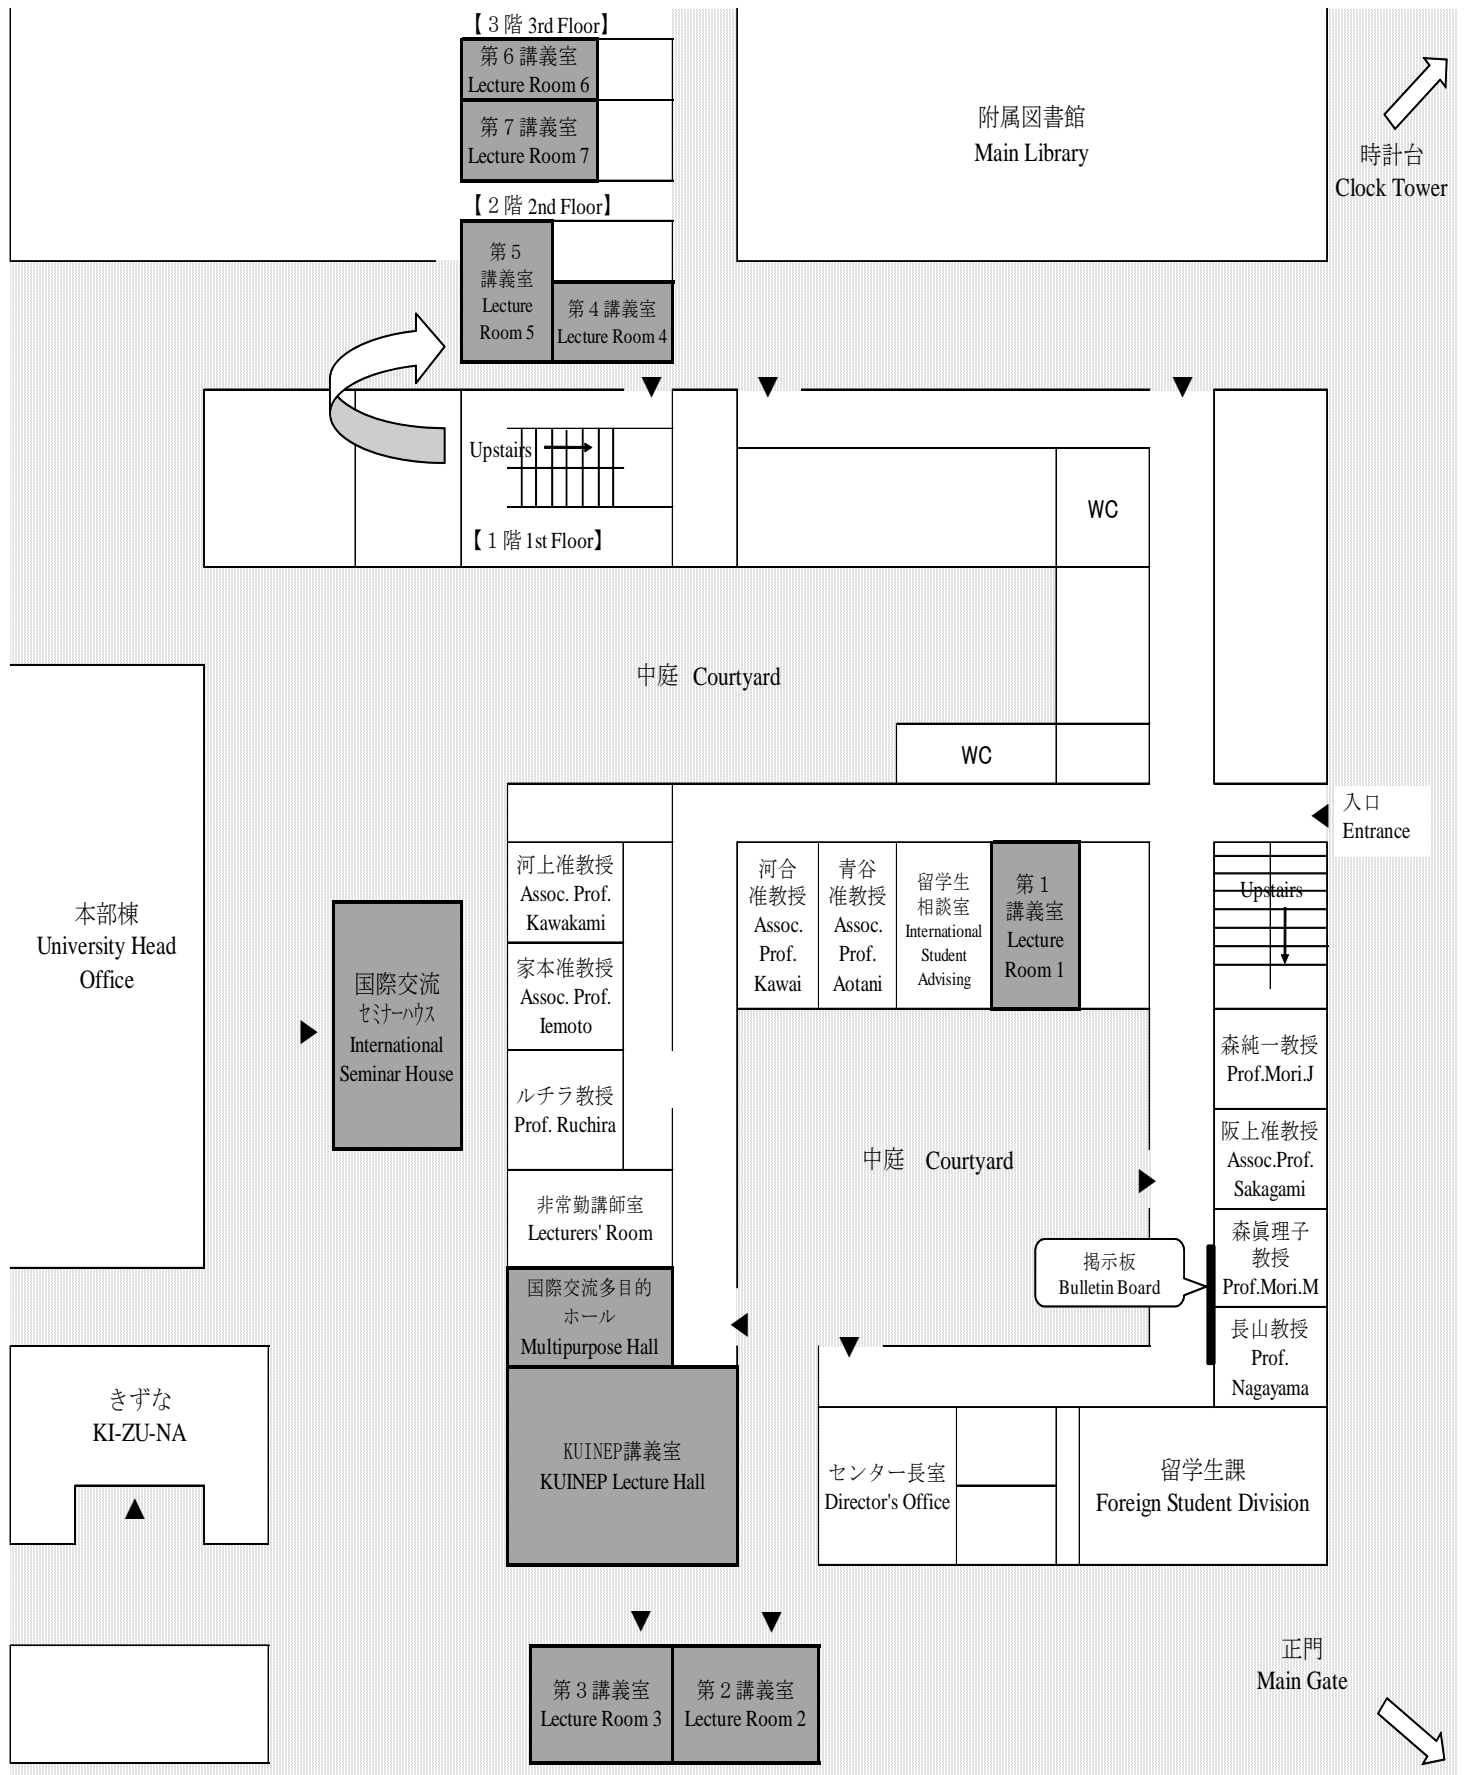 【３階 3rd Floor】
第６講義室
Lecture Room 6
第７講義室
Lecture Room 7
【２階 2nd Floor】
第５
講義室
Lecture
Room 5
第４講義室
Lecture Room 4
附属図書館
Main Library
時計台
Clock Tower
Upstairs
【１階 1st Floor】
WC
中庭 Courtyard
WC
入口
Entrance
本部棟
University Head
Office
国際交流
セミナーハウス
International
Seminar House
河上准教授
Assoc. Prof.
Kawakami
家本准教授
Assoc. Prof.
Iemoto
ルチラ教授
Prof. Ruchira
非常勤講師室
Lecturers' Room
国際交流多目的
ホール
Multipurpose Hall
KUINEP講義室
KUINEP Lecture Hall
河合
准教授
Assoc.
Prof.
Kawai
青谷
准教授
Assoc.
Prof.
Aotani
留学生
相談室
International
Student
Advising
第１
講義室
Lecture
Room 1
Upstairs
森純一教授
Prof.Mori.J
阪上准教授
Assoc.Prof.
Sakagami
森眞理子
教授
Prof.Mori.M
長山教授
Prof.
Nagayama
中庭 Courtyard
掲示板
Bulletin Board
きずな
KI-ZU-NA
センター長室
Director's Office
留学生課
Foreign Student Division
第３講義室
Lecture Room 3
第２講義室
Lecture Room 2
正門
Main Gate